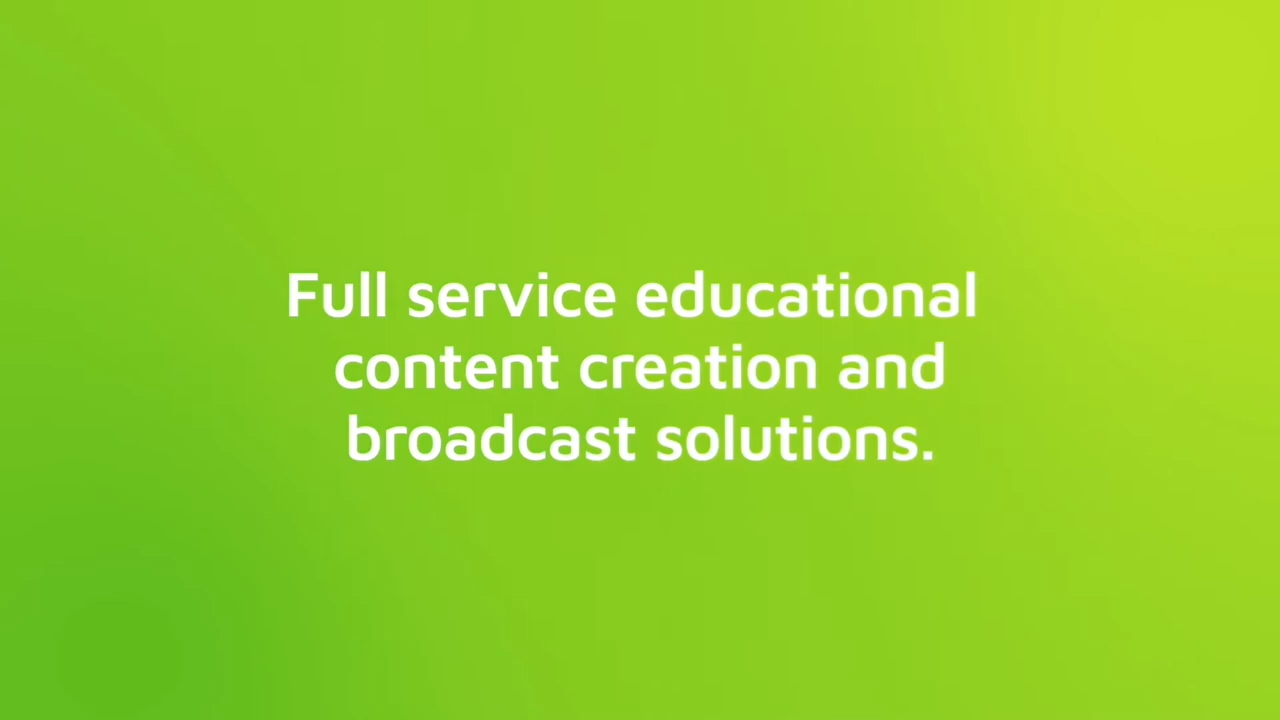 Full service educational
content creation and
broadcast solutions.